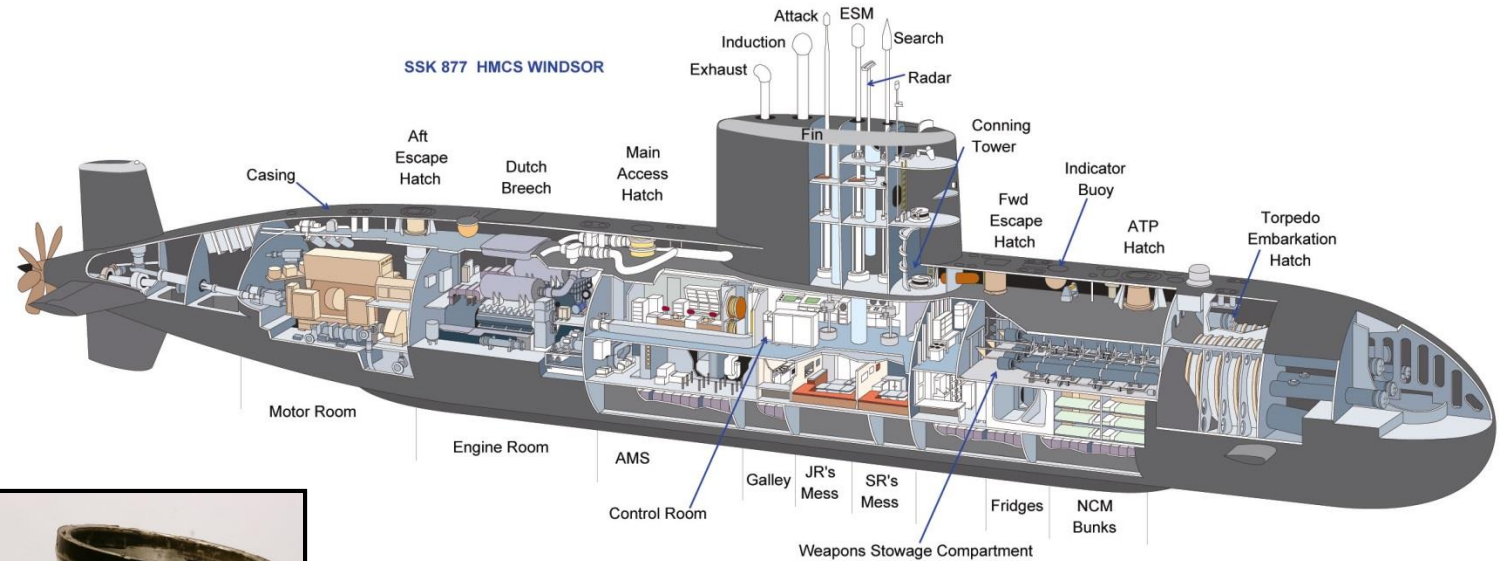 Attack
ESM
Induction
Search
SSK 877 HMCS WINDSOR
Exhaust
Radar
Fin
Conning
Tower
Aft
Escape
Hatch
Dutch
Breech
Main
Access
Hatch
Casing
Indicator
Buoy
Fwd
Escape
Hatch
ATP
Hatch
Torpedo
Embarkation
Hatch
Motor Room
Engine Room
AMS
Galley
JR's
Mess
SR's
Mess
Fridges
NCM
Bunks
Control Room
Weapons Stowage Compartment